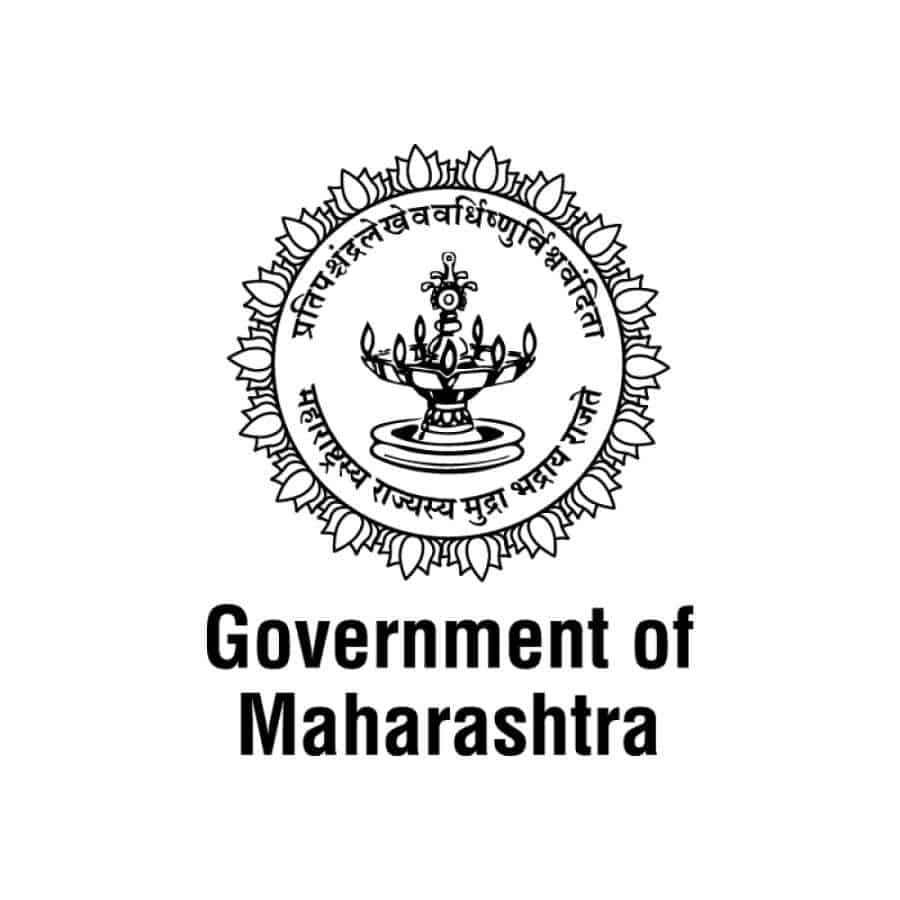 प्रतिपच्चंद्रलेखेववर्धिष्णुर्विश्ववंदिता
महाराष्ट्रस्य राज्यस्य मुद्रा भद्राय राजते
Government of
Maharashtra